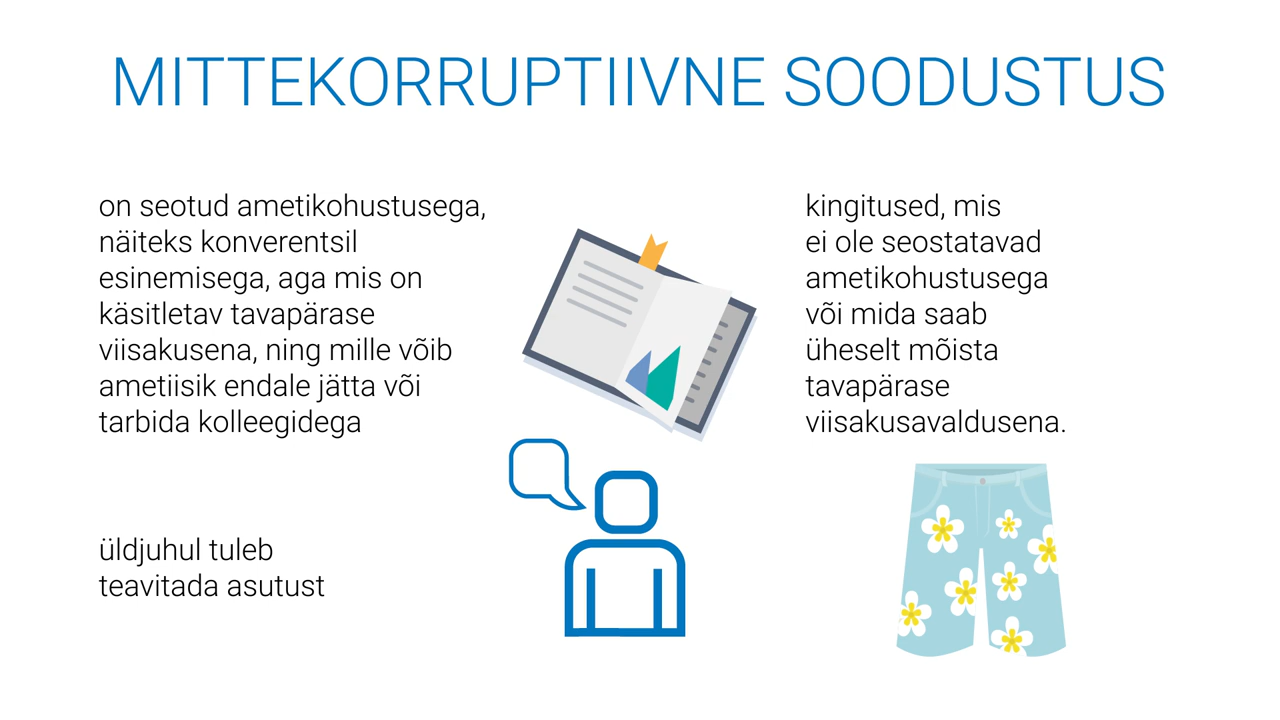 MITTEKORRUPTIIVNE SOODUSTUS
on seotud ametikohustusega,
näiteks konverentsil
esinemisega, aga mis on
käsitletav tavapärase
viisakusena, ning mille võib
ametiisik endale jätta või
tarbida kolleegidega
üldjuhul tuleb
teavitada asutust
kingitused, mis
ei ole seostatavad
ametikohustusega
või mida saab
üheselt mõista
tavapärase
viisakusavaldusena.